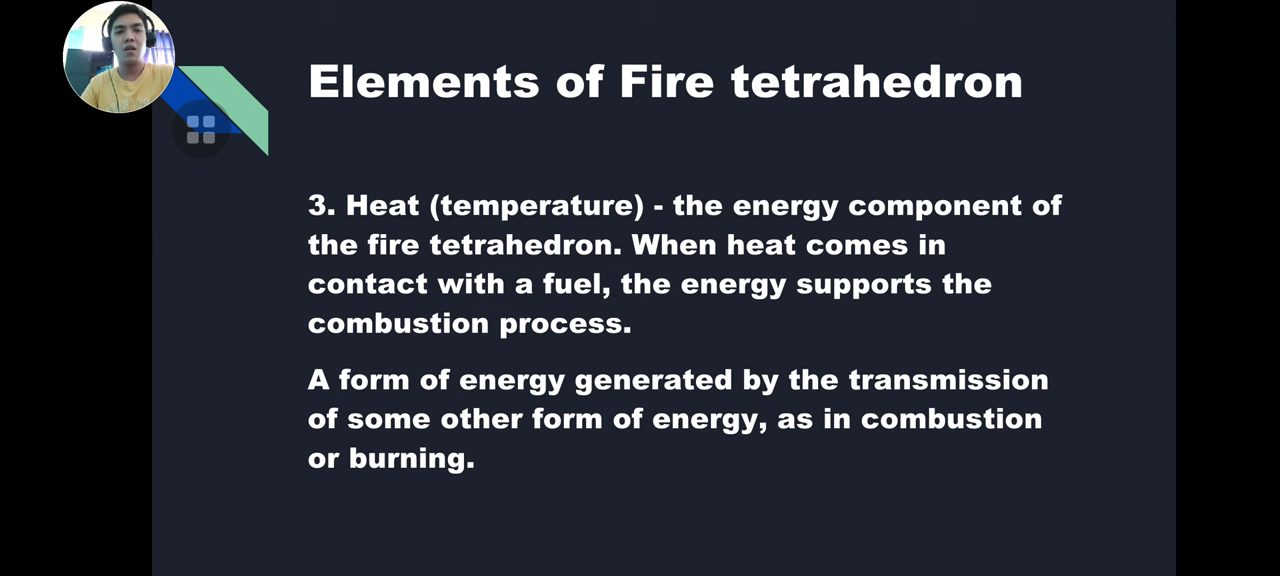 Elements of Fire tetrahedron
3. Heat (temperature) - the energy component of
the fire tetrahedron. When heat comes in
contact with a fuel, the energy supports the
combustion process.
A form of energy generated by the transmission
of some other form of energy, as in combustion
or burning.